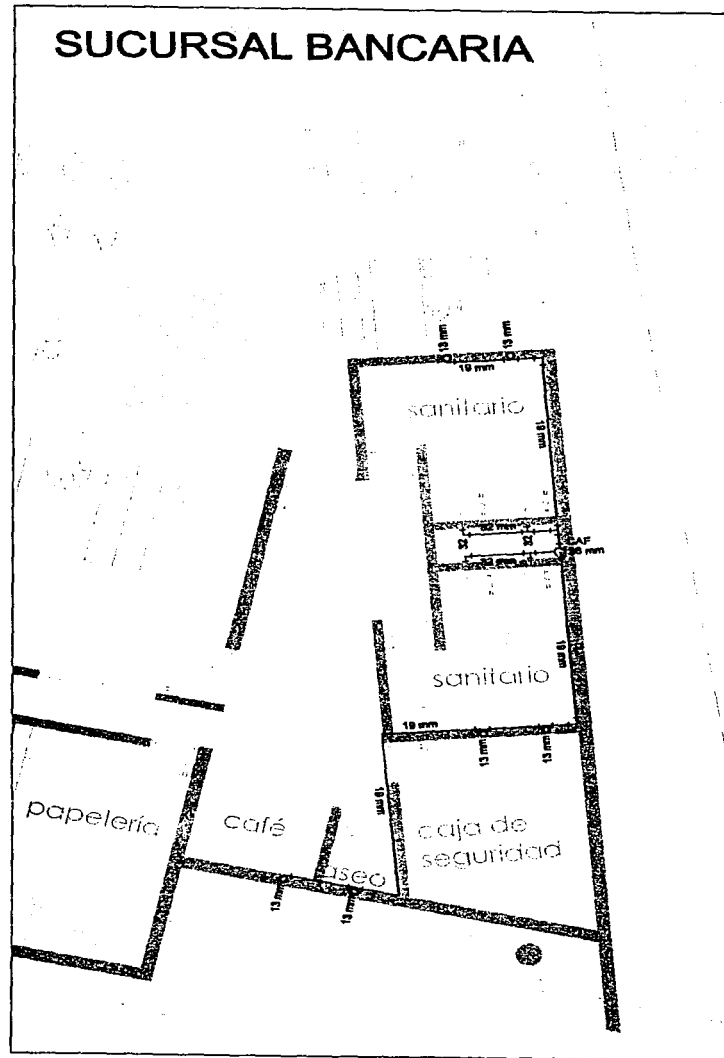 SUCURSAL BANCARIA
13 mm
13 mm
19 mm
sanitario
19 mm
32 mm
32
32
CAF
32 mm
19 mm
sanitario
19 mm
13 mm
13 mm
19 mm
papelería
café
caja de
seguridad
aseo
13 mm
13 mm